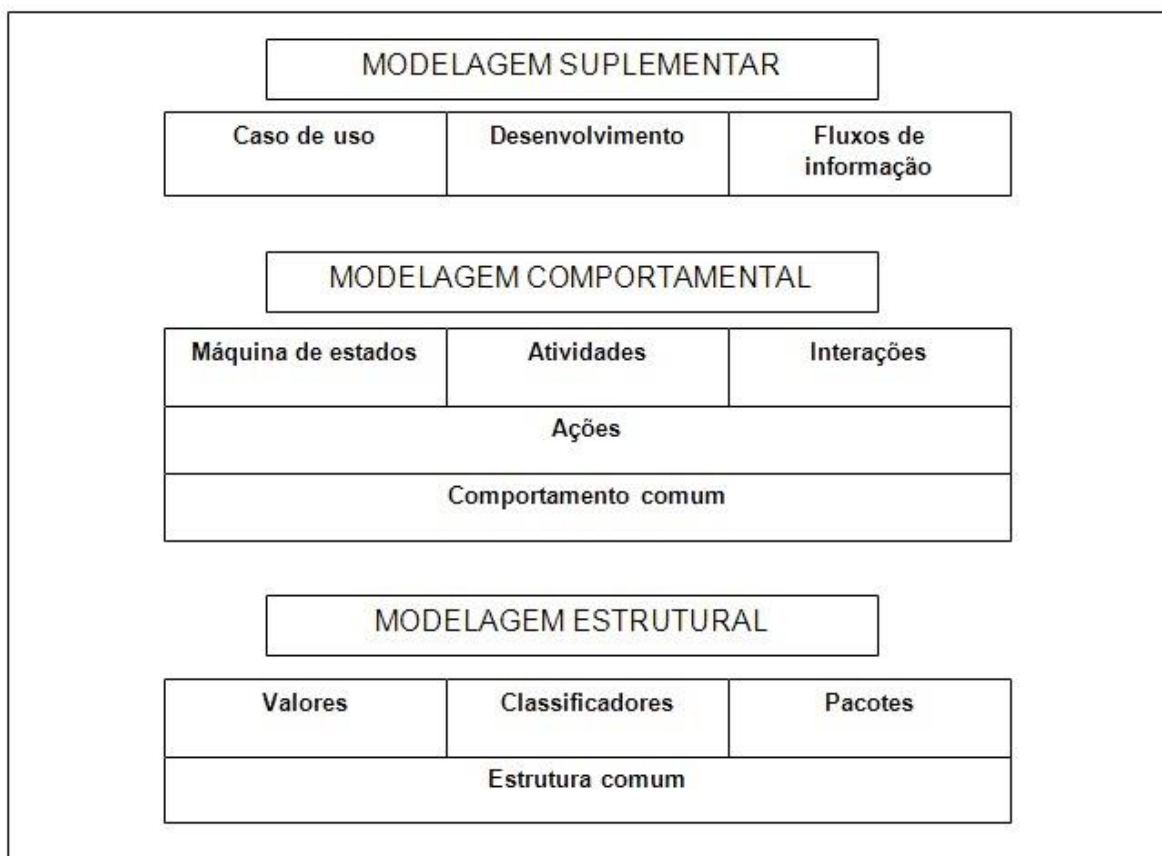 MODELAGEM SUPLEMENTAR
Caso de uso
Desenvolvimento
Fluxos de
informação
MODELAGEM COMPORTAMENTAL
Máquina de estados
Atividades
Interações
Ações
Comportamento comum
MODELAGEM ESTRUTURAL
Valores
Classificadores
Pacotes
Estrutura comum